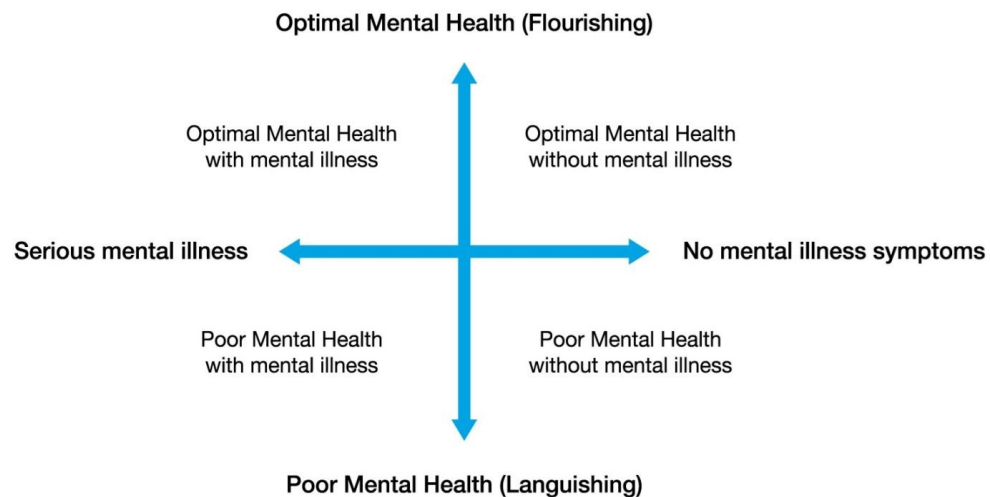 Optimal Mental Health (Flourishing)
Optimal Mental Health
with mental illness
Optimal Mental Health
without mental illness
Serious mental illness
No mental illness symptoms
Poor Mental Health
with mental illness
Poor Mental Health
without mental illness
Poor Mental Health (Languishing)